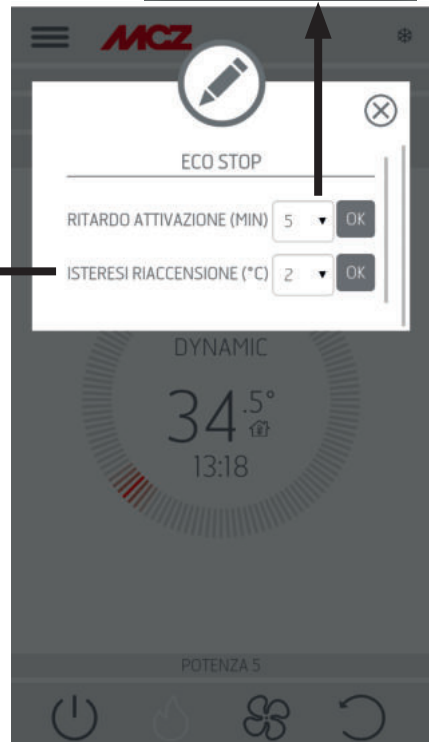 MCZ
ECO STOP
RITARDO ATTIVAZIONE (MIN) 5 OK
ISTERESI RIACCENSIONE (°C) 2 OK
DYNAMIC
34.5°
13:18
POTENZA 5